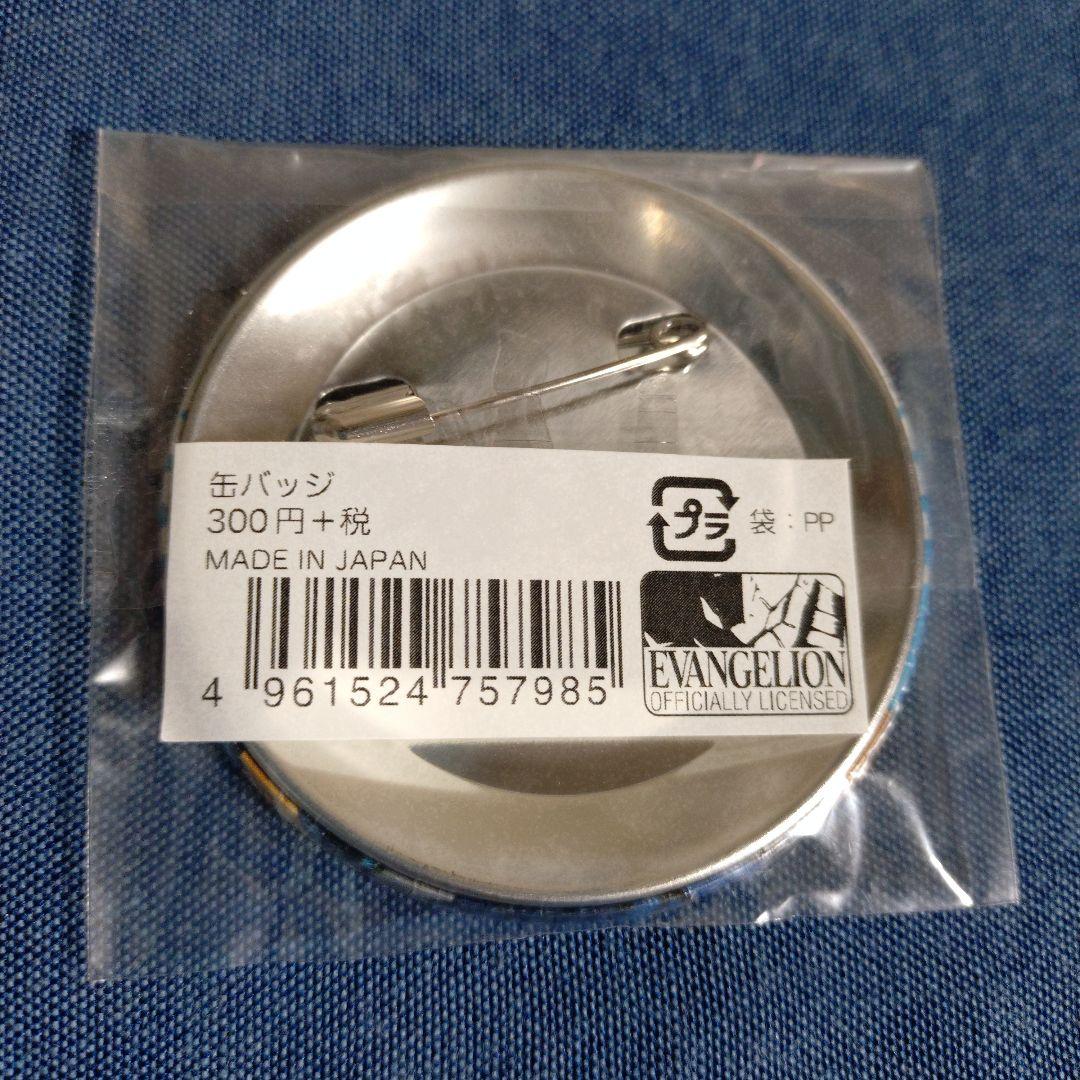 缶バッジ
300円+税
MADE IN JAPAN
4 961524 757985
プラ
袋：PP
EVANGELION
OFFICIALLY LICENSED